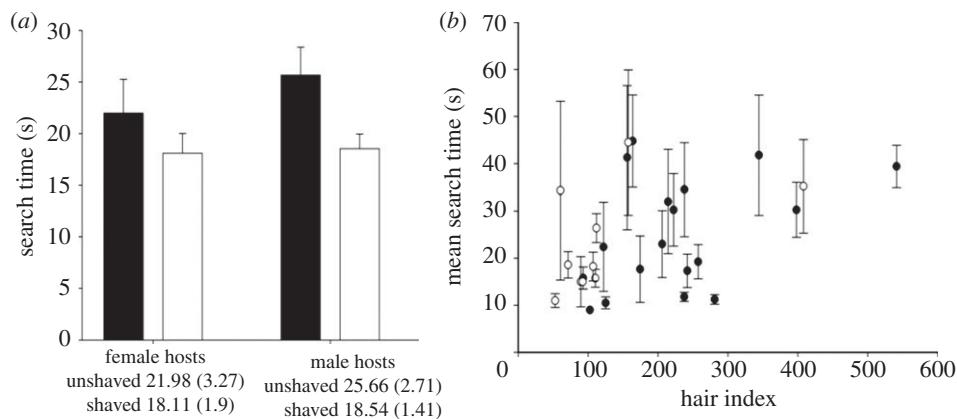 (a)
30
25
20
15
10
5
0
search time (s)
female hosts
unshaved 21.98 (3.27)
shaved 18.11 (1.9)
male hosts
unshaved 25.66 (2.71)
shaved 18.54 (1.41)
(b)
70
60
50
40
30
20
10
0
mean search time (s)
100 200 300 400 500 600
hair index